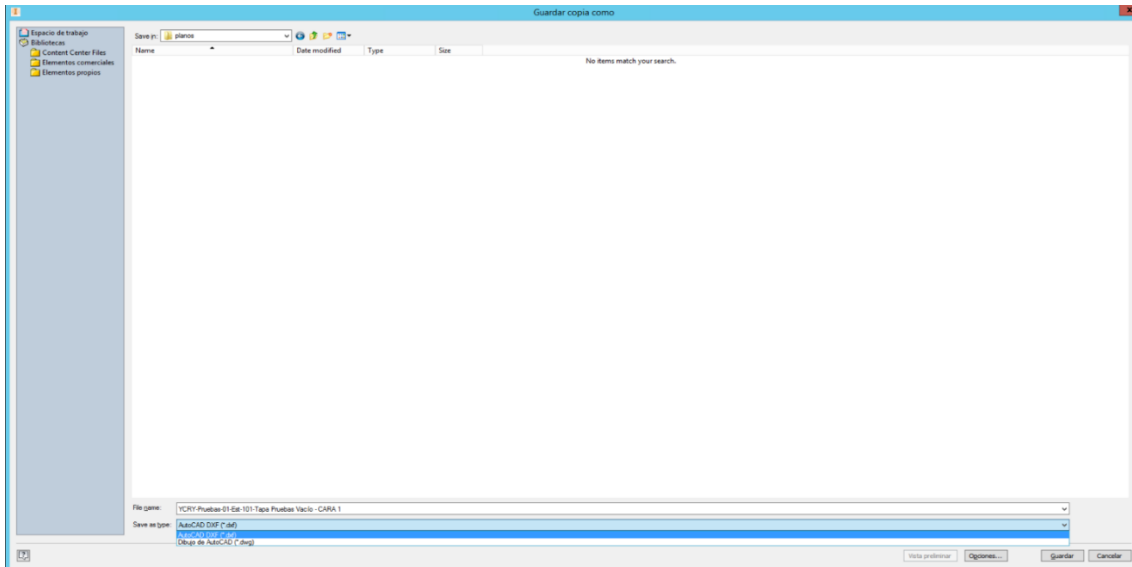 Guardar copia como
Espacio de trabajo
Bibliotecas
Content Center Files
Elementos comerciales
Elementos propios
Save in: planos
Name Date modified Type Size
No items match your search.
File name: YCRY-Pruebas-01-Est-101-Tapa Pruebas Vacío - CARA 1
Save as type: AutoCAD DXF (*.dxf)
AutoCAD DXF (*.dxf)
Dibujo de AutoCAD (*.dwg)
Vista preliminar Opciones... Guardar Cancelar